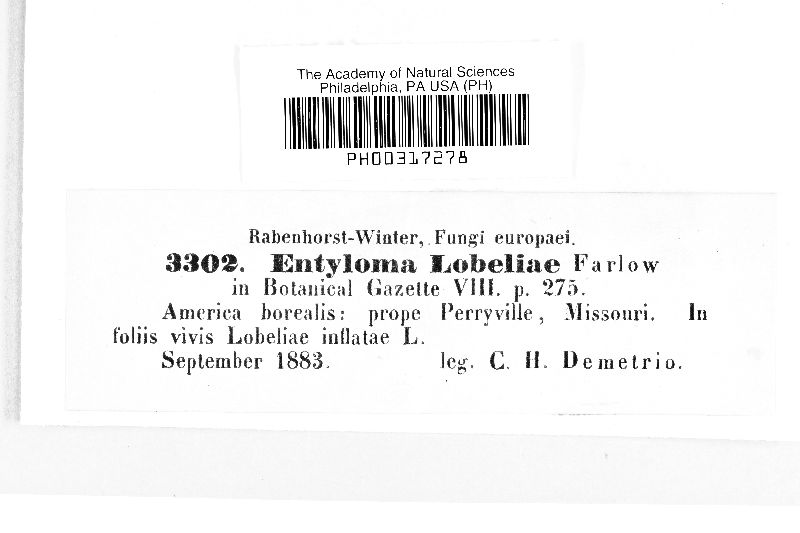 The Academy of Natural Sciences
Philadelphia, PA USA (PH)
PH00317278
Rabenhorst-Winter, Fungi europaei.
3302. Entyloma Lobeliae Farlow
in Botanical Gazette VIII. p. 275.
America borealis: prope Perryville, Missouri. In
foliis vivis Lobeliae inflatae L.
September 1883. leg. C. H. Demetrio.